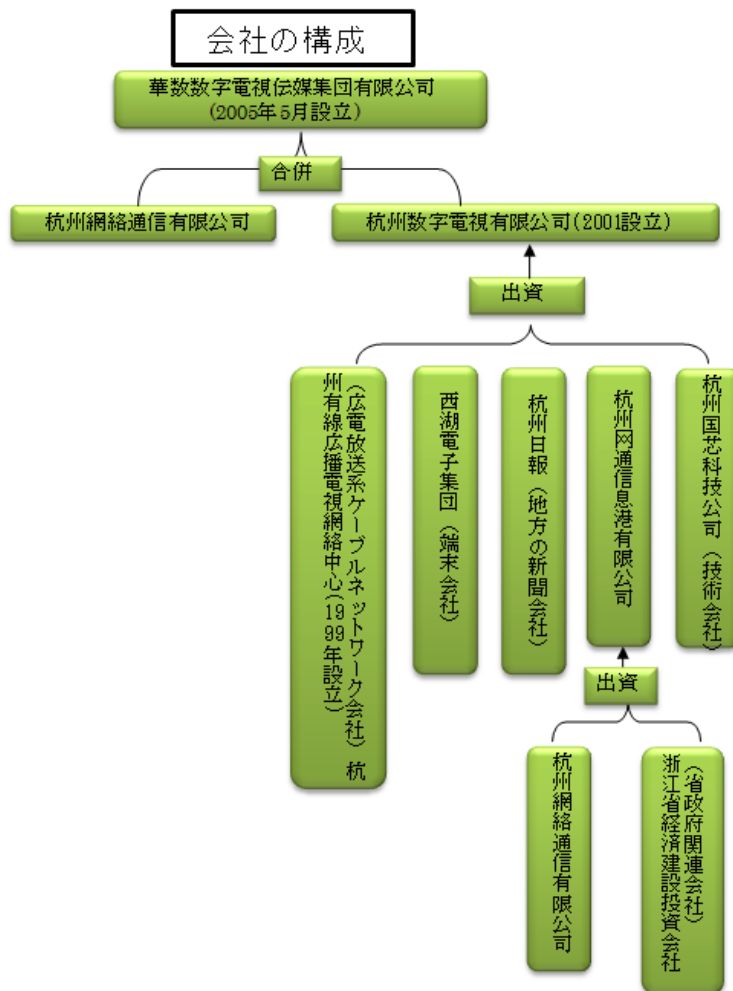 会社の構成
華数数字電視伝媒集団有限公司
(2005年5月設立)
合併
杭州網絡通信有限公司
杭州数字電視有限公司(2001設立)
出資
(広電放送系ケーブルネットワーク会社) 杭
州有線広播電視網絡中心(1999年設立)
西湖電子集団 (端末会社)
杭州日報 (地方の新聞会社)
杭州网通信息港有限公司
杭州国芯科技公司 (技術会社)
出資
杭州網絡通信有限公司
(省政府関連会社)
浙江省経済建設投資会社